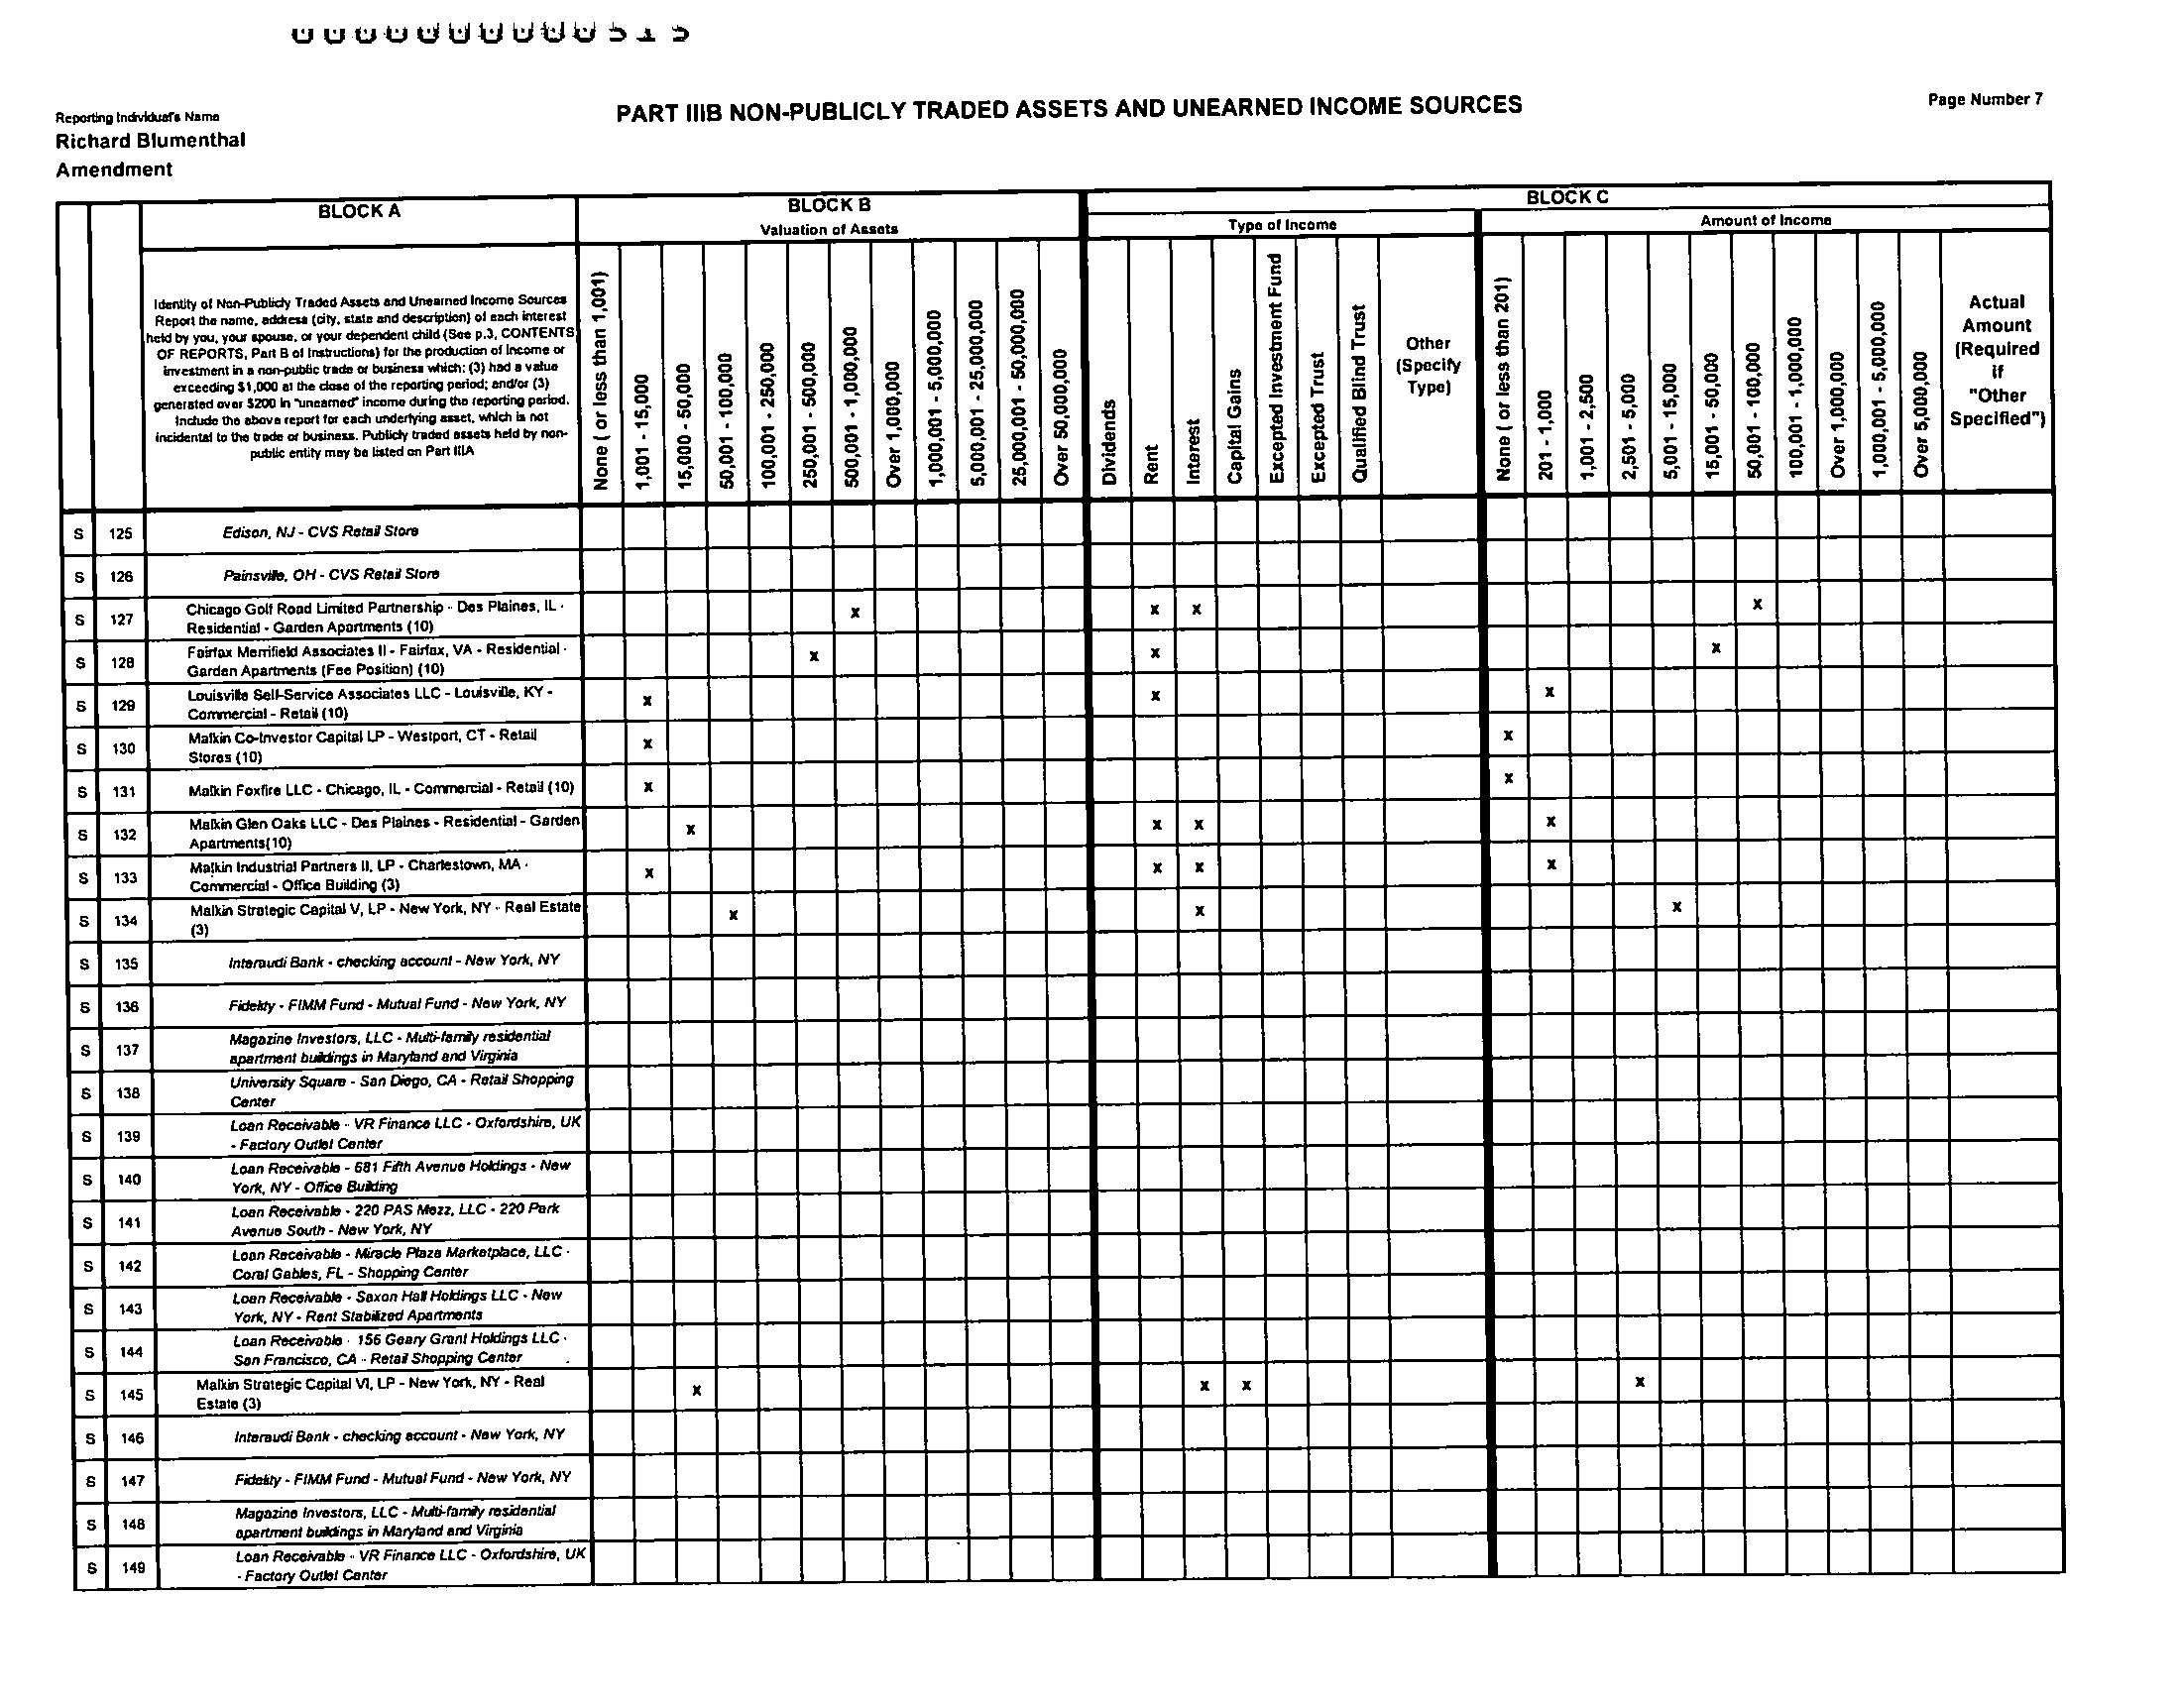 000000000515
Reporting Individual's Name
Richard Blumenthal
Amendment
PART IIIB NON-PUBLICLY TRADED ASSETS AND UNEARNED INCOME SOURCES
Page Number 7
BLOCK A
BLOCK B
Valuation of Assets
BLOCK C
Type of Income
Amount of Income
Identity of Non-Publicly Traded Assets and Unearned Income Sources
Report the name, address (city, state and description) of each interest
held by you, your spouse, or your dependent child (See p.3, CONTENTS
OF REPORTS, Part B of Instructions) for the production of income or
investment in a non-public trade or business which: (3) had a value
exceeding $1,000 at the close of the reporting period; and/or (3)
generated over $200 in "unearned" income during the reporting period.
Include the above report for each underlying asset, which is not
incidental to the trade or business. Publicly traded assets held by non-
public entity may be listed on Part IIIA
None ( or less than 1,001)
1,001 - 15,000
15,000 - 50,000
50,001 - 100,000
100,001 - 250,000
250,001 - 500,000
500,001 - 1,000,000
Over 1,000,000
1,000,001 - 5,000,000
5,000,001 - 25,000,000
25,000,001 - 50,000,000
Over 50,000,000
Dividends
Rent
Interest
Capital Gains
Excepted Investment Fund
Excepted Trust
Qualified Blind Trust
Other
(Specify
Type)
None ( or less than 201)
201 - 1,000
1,001 - 2,500
2,501 - 5,000
5,001 - 15,000
15,001 - 50,000
50,001 - 100,000
100,001 - 1,000,000
Over 1,000,000
1,000,001 - 5,000,000
Over 5,000,000
Actual
Amount
(Required
if
"Other
Specified")
S 125 Edison, NJ - CVS Retail Store
S 126 Painsville, OH - CVS Retail Store
S 127 Chicago Golf Road Limited Partnership - Des Plaines, IL -
Residential - Garden Apartments (10) x x x x
S 128 Fairfax Merrifield Associates II - Fairfax, VA - Residential -
Garden Apartments (Fee Position) (10) x x x
S 129 Louisville Self-Service Associates LLC - Louisville, KY -
Commercial - Retail (10) x x x
S 130 Malkin Co-Investor Capital LP - Westport, CT - Retail
Stores (10) x x
S 131 Malkin Foxfire LLC - Chicago, IL - Commercial - Retail (10) x x
S 132 Malkin Glen Oaks LLC - Des Plaines - Residential - Garden
Apartments(10) x x x x
S 133 Malkin Industrial Partners II, LP - Charlestown, MA -
Commercial - Office Building (3) x x x x
S 134 Malkin Strategic Capital V, LP - New York, NY - Real Estate
(3) x x x
S 135 Interaudi Bank - checking account - New York, NY
S 136 Fidelity - FIMM Fund - Mutual Fund - New York, NY
S 137 Magazine Investors, LLC - Multi-family residential
apartment buildings in Maryland and Virginia
S 138 University Square - San Diego, CA - Retail Shopping
Center
S 139 Loan Receivable - VR Finance LLC - Oxfordshire, UK
- Factory Outlet Center
S 140 Loan Receivable - 681 Fifth Avenue Holdings - New
York, NY - Office Building
S 141 Loan Receivable - 220 PAS Mezz, LLC - 220 Park
Avenue South - New York, NY
S 142 Loan Receivable - Miracle Plaza Marketplace, LLC -
Coral Gables, FL - Shopping Center
S 143 Loan Receivable - Saxon Hall Holdings LLC - New
York, NY - Rent Stabilized Apartments
S 144 Loan Receivable - 156 Geary Grant Holdings LLC -
San Francisco, CA - Retail Shopping Center
S 145 Malkin Strategic Capital VI, LP - New York, NY - Real
Estate (3) x x x x
S 146 Interaudi Bank - checking account - New York, NY
S 147 Fidelity - FIMM Fund - Mutual Fund - New York, NY
S 148 Magazine Investors, LLC - Multi-family residential
apartment buildings in Maryland and Virginia
S 149 Loan Receivable - VR Finance LLC - Oxfordshire, UK
- Factory Outlet Center